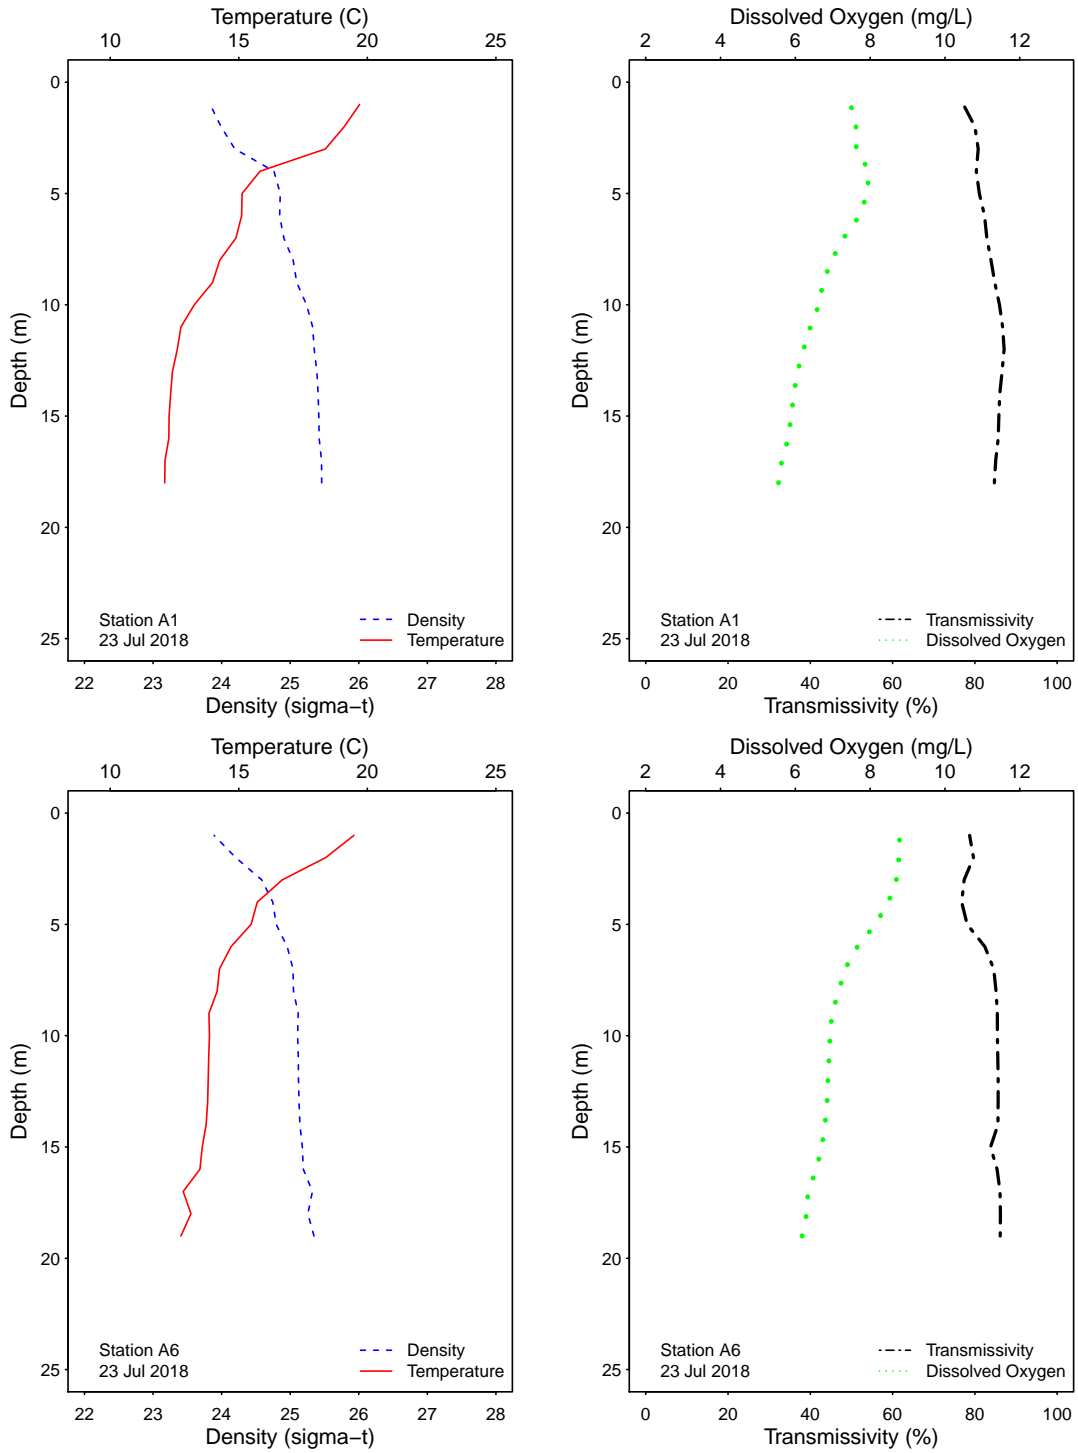 Temperature (C)
10 15 20 25
0
5
10
15
20
25
Depth (m)
Station A1
23 Jul 2018
Density
Temperature
22 23 24 25 26 27 28
Density (sigma−t)
Dissolved Oxygen (mg/L)
2 4 6 8 10 12
0
5
10
15
20
25
Depth (m)
Station A1
23 Jul 2018
Transmissivity
Dissolved Oxygen
0 20 40 60 80 100
Transmissivity (%)
Temperature (C)
10 15 20 25
0
5
10
15
20
25
Depth (m)
Station A6
23 Jul 2018
Density
Temperature
22 23 24 25 26 27 28
Density (sigma−t)
Dissolved Oxygen (mg/L)
2 4 6 8 10 12
0
5
10
15
20
25
Depth (m)
Station A6
23 Jul 2018
Transmissivity
Dissolved Oxygen
0 20 40 60 80 100
Transmissivity (%)